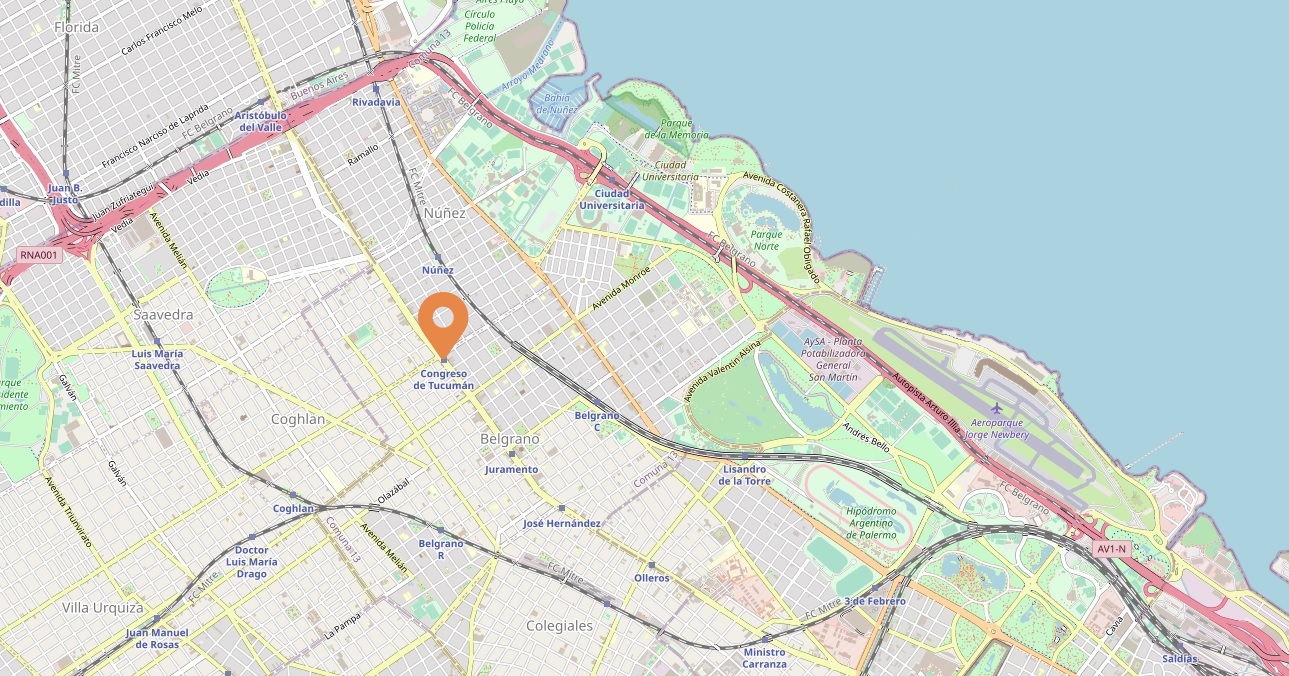 Aires Playa
Círculo
Policía
Federal
Florida
Carlos Francisco Melo
Comuna 13
FC Mitre
Arroyo Medrano
Buenos Aires
Rivadavia
FC Belgrano
Bahía
de Núñez
Aristóbulo
del Valle
Francisco Narciso de Laprida
FC Belgrano
Parque
de la Memoria
Ramallo
Ciudad
Universitaria
FC Mitre
Vedia
Juan Zufriategui
Juan B.
Justo
dilla
Ciudad
Universitaria
Avenida Costanera Rafael Obligado
Núñez
Vedia
Avenida Melián
Parque
Norte
FC Belgrano
RNA001
Núñez
Avenida Monroe
Saavedra
Luis María
Saavedra
AySA - Planta
Potabilizadora
General
San Martín
Congreso
de Tucumán
Avenida Valentín Alsina
Autopista Arturo Illia
arque
sidente
miento
Galván
Aeroparque
Jorge Newbery
Coghlan
Belgrano
C
Belgrano
Andrés Bello
Juramento
Comuna 13
Lisandro
de la Torre
Galván
Avenida Triunvirato
Olazábal
FC Belgrano
Coghlan
José Hernández
Hipódromo
Argentino
de Palermo
Comuna 13
Avenida Melián
Belgrano
R
AV1-N
Doctor
Luis María
Drago
FC Mitre
Olleros
FC Mitre
3 de Febrero
FC Mitre
Villa Urquiza
La Pampa
Colegiales
Cavia
Juan Manuel
de Rosas
Ministro
Carranza
Saldías